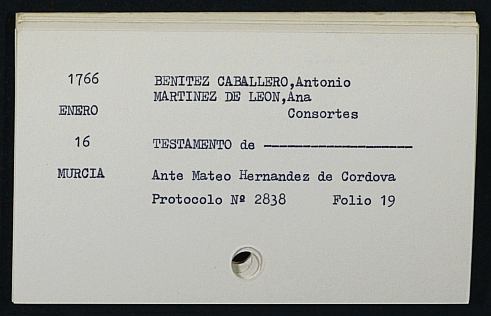 1766 BENITEZ CABALLERO,Antonio
MARTINEZ DE LEON,Ana
ENERO Consortes
16 TESTAMENTO de --------------------
MURCIA Ante Mateo Hernandez de Cordova
Protocolo Nº 2838 Folio 19